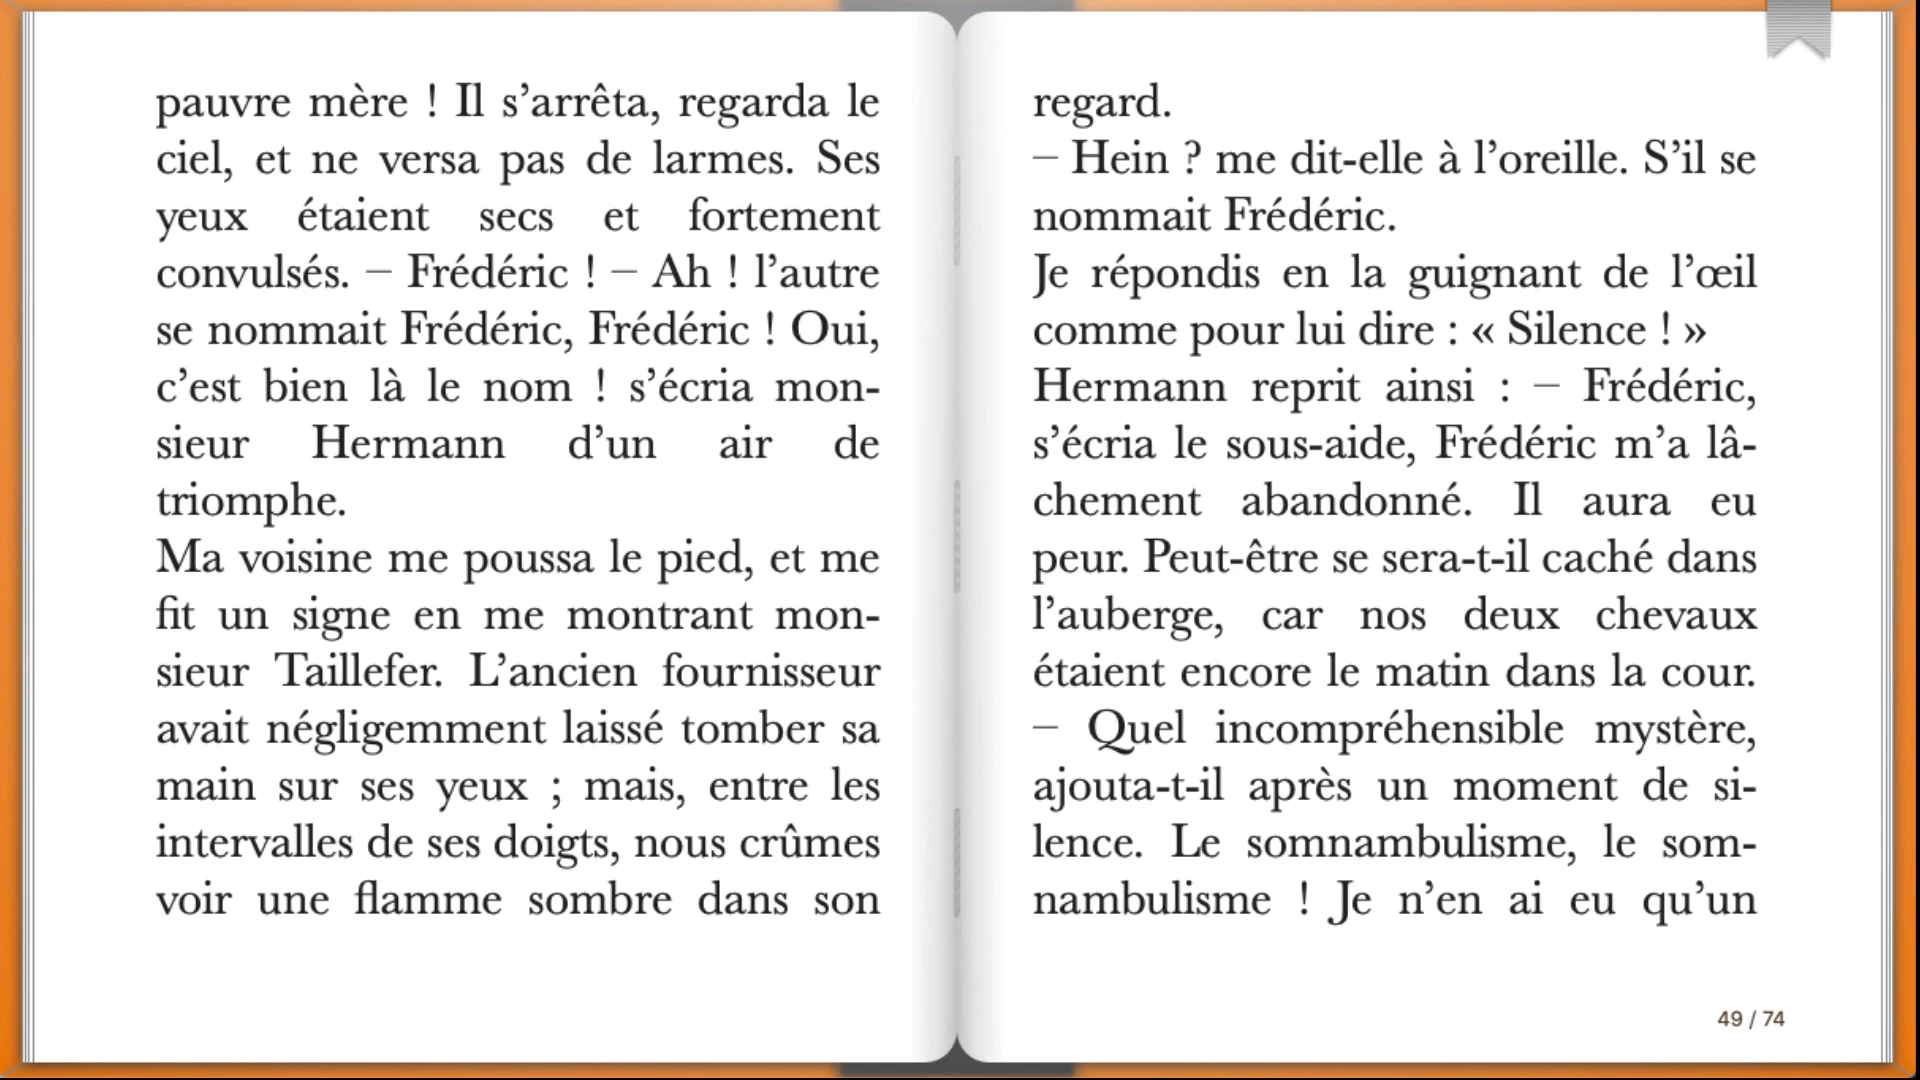 pauvre mère ! Il s’arrêta, regarda le
ciel, et ne versa pas de larmes. Ses
yeux étaient secs et fortement
convulsés. – Frédéric ! – Ah ! l’autre
se nommait Frédéric, Frédéric ! Oui,
c’est bien là le nom ! s’écria mon-
sieur Hermann d’un air de
triomphe.
Ma voisine me poussa le pied, et me
fit un signe en me montrant mon-
sieur Taillefer. L’ancien fournisseur
avait négligemment laissé tomber sa
main sur ses yeux ; mais, entre les
intervalles de ses doigts, nous crûmes
voir une flamme sombre dans son
regard.
– Hein ? me dit-elle à l’oreille. S’il se
nommait Frédéric.
Je répondis en la guignant de l’œil
comme pour lui dire : « Silence ! »
Hermann reprit ainsi : – Frédéric,
s’écria le sous-aide, Frédéric m’a lâ-
chement abandonné. Il aura eu
peur. Peut-être se sera-t-il caché dans
l’auberge, car nos deux chevaux
étaient encore le matin dans la cour.
– Quel incompréhensible mystère,
ajouta-t-il après un moment de si-
lence. Le somnambulisme, le som-
nambulisme ! Je n’en ai eu qu’un
49 / 74